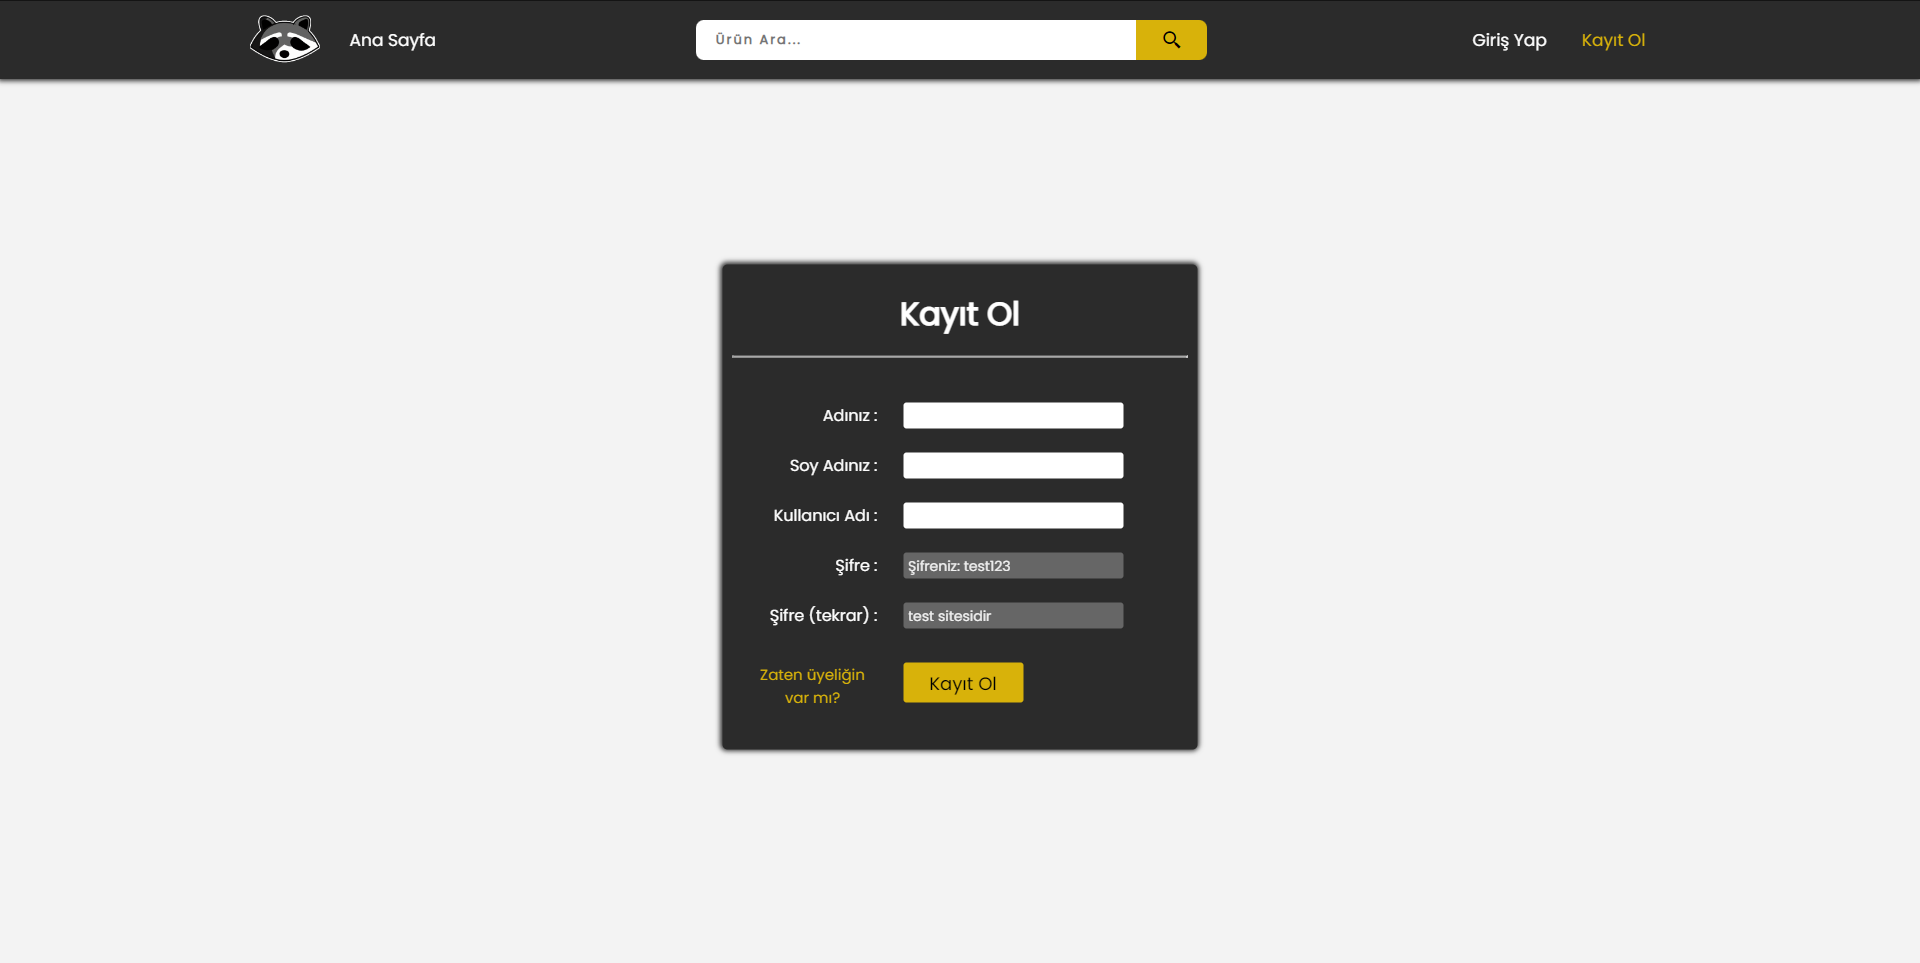 Ana Sayfa
Ürün Ara...
Giriş Yap
Kayıt Ol
Kayıt Ol
Adınız :
Soy Adınız :
Kullanıcı Adı :
Şifre :
Şifreniz: test123
Şifre (tekrar) :
test sitesidir
Zaten üyeliğin
var mı?
Kayıt Ol